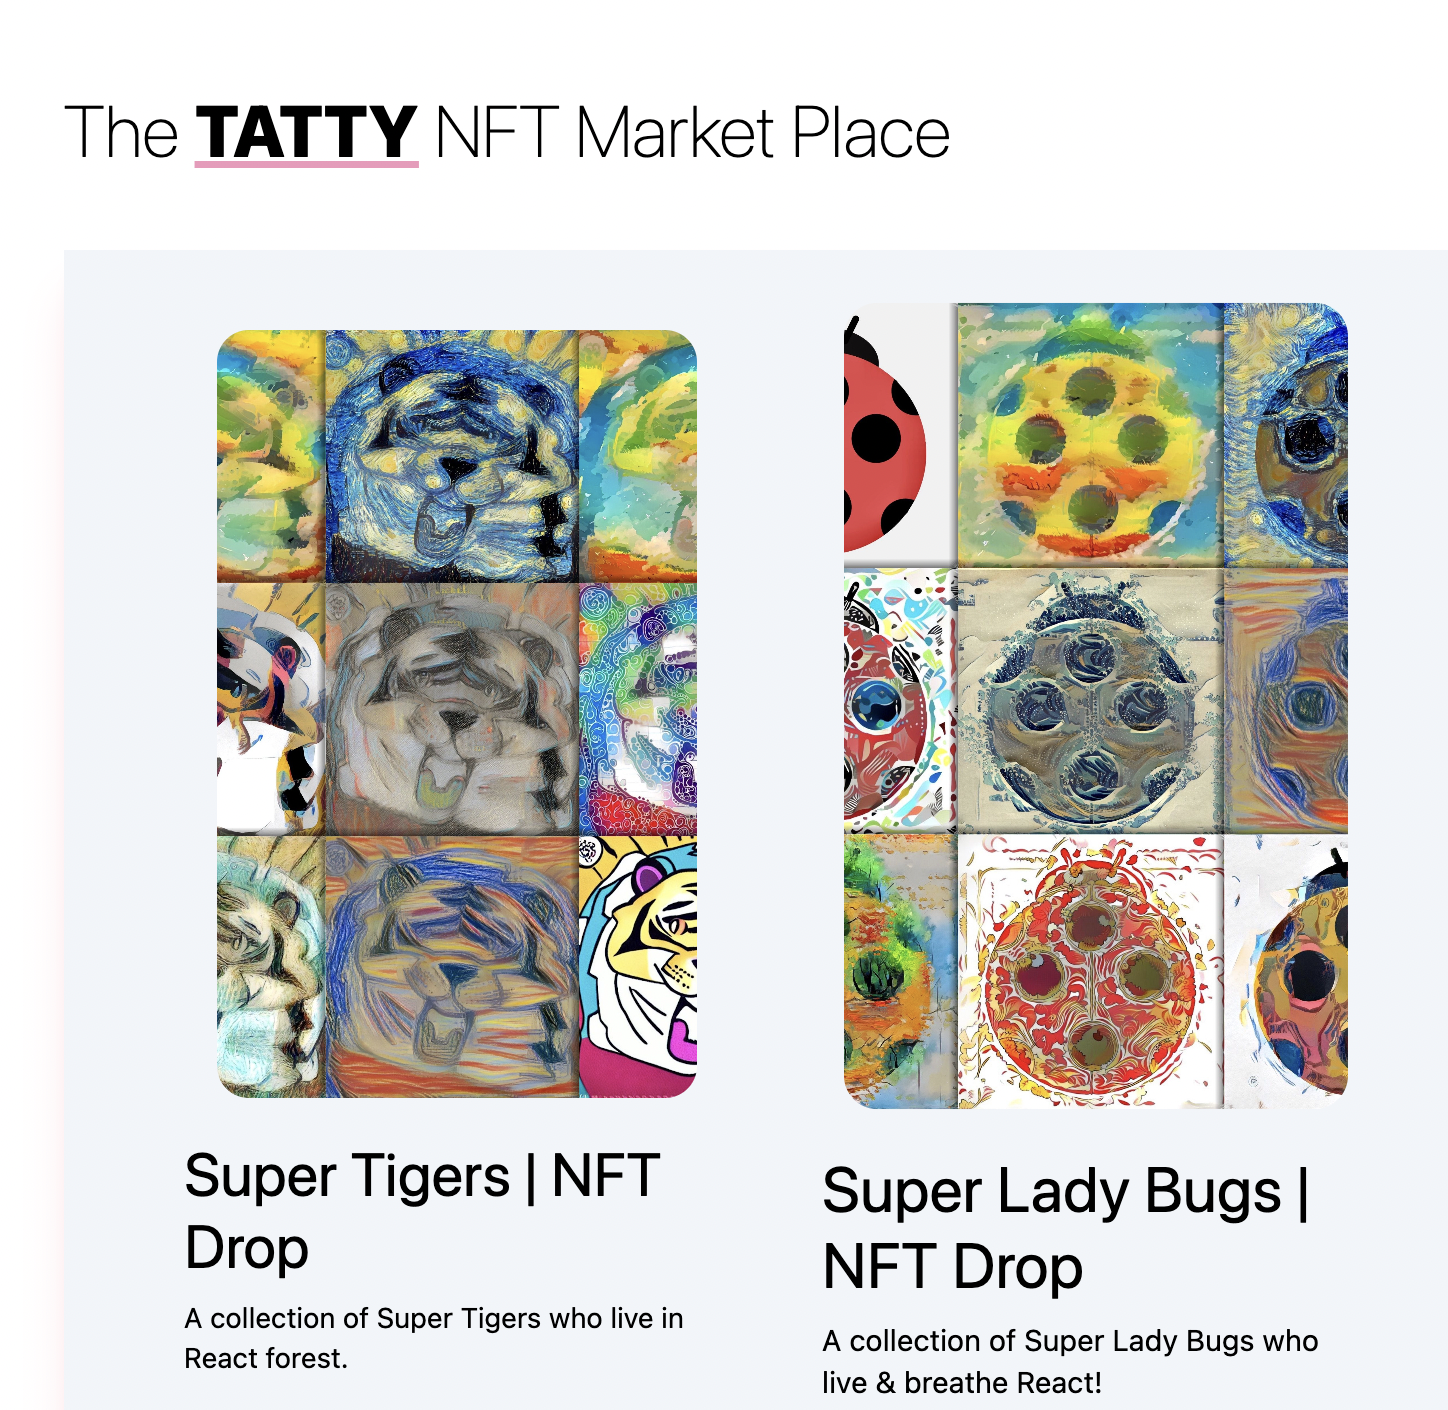 The TATTY NFT Market Place
Super Tigers | NFT
Drop
A collection of Super Tigers who live in
React forest.
Super Lady Bugs |
NFT Drop
A collection of Super Lady Bugs who
live & breathe React!